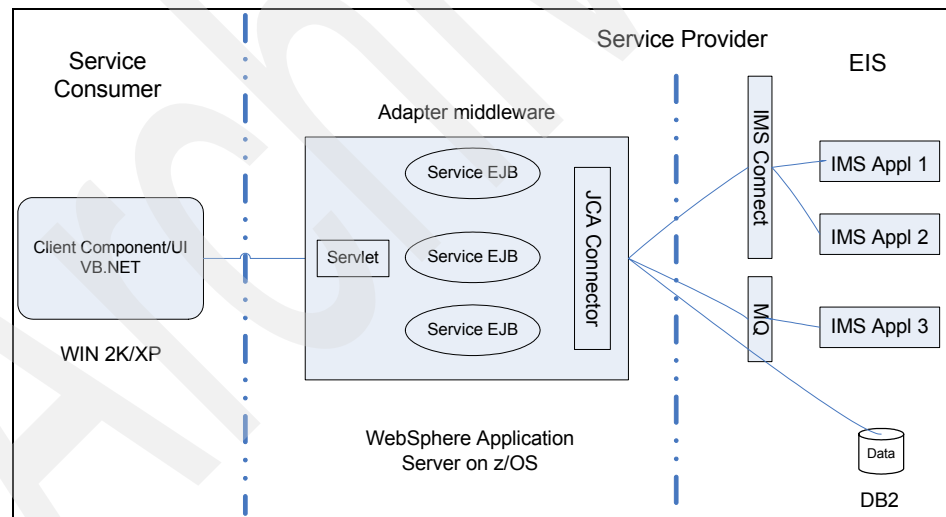 Service
Consumer
Client Component/UI
VB.NET
WIN 2K/XP
Service Provider
Adapter middleware
Servlet
Service EJB
Service EJB
Service EJB
JCA Connector
WebSphere Application
Server on z/OS
EIS
IMS Connect
MQ
IMS Appl 1
IMS Appl 2
IMS Appl 3
Data
DB2